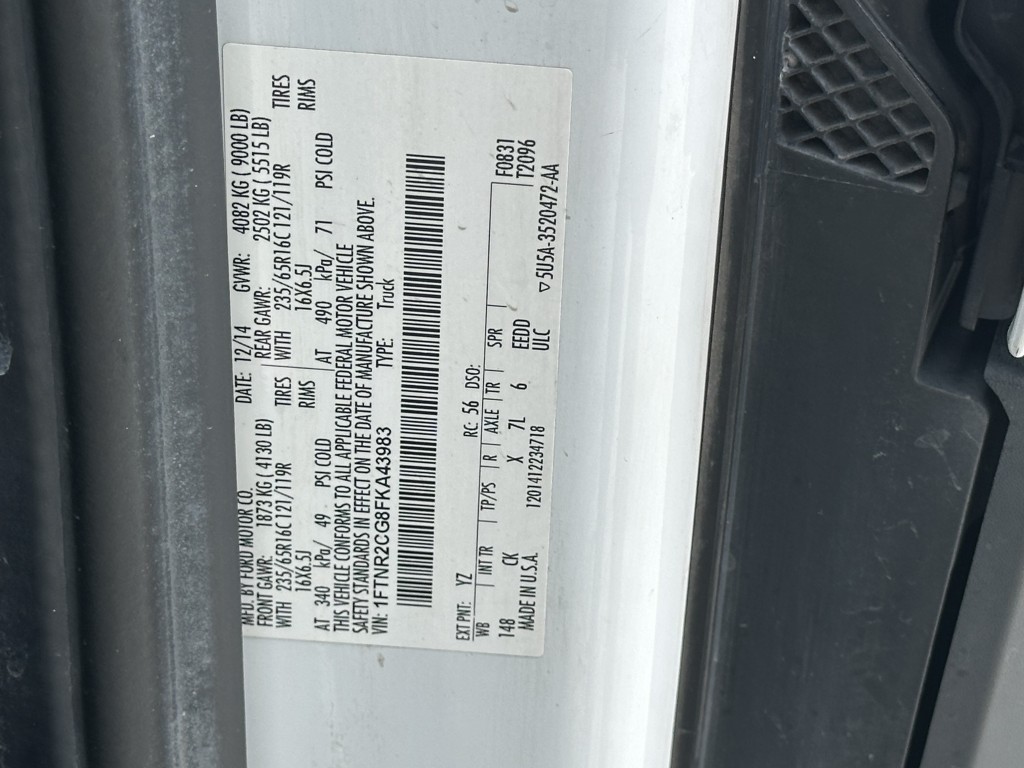 MFD. BY FORD MOTOR CO.
DATE: 12/14 GVWR: 4082 KG ( 9000 LB)
FRONT GAWR: 1873 KG ( 4130 LB) REAR GAWR: 2502 KG ( 5515 LB)
WITH 235/65R16C 121/119R TIRES WITH 235/65R16C121/119R TIRES
16X6.5J RIMS 16X6.5J RIMS
AT 340 kPa/ 49 PSI COLD AT 490 kPa/ 71 PSI COLD
THIS VEHICLE CONFORMS TO ALL APPLICABLE FEDERAL MOTOR VEHICLE
SAFETY STANDARDS IN EFFECT ON THE DATE OF MANUFACTURE SHOWN ABOVE.
VIN: 1FTNR2CG8FKA43983 TYPE: Truck
EXT PNT: YZ RC: 56 DSO:
WB INT TR TP/PS R AXLE TR SPR F0831
148 CK X 7L 6 EEDD T2096
MADE IN U.S.A. 1201412234718 ULC ▽5U5A-3520472-AA